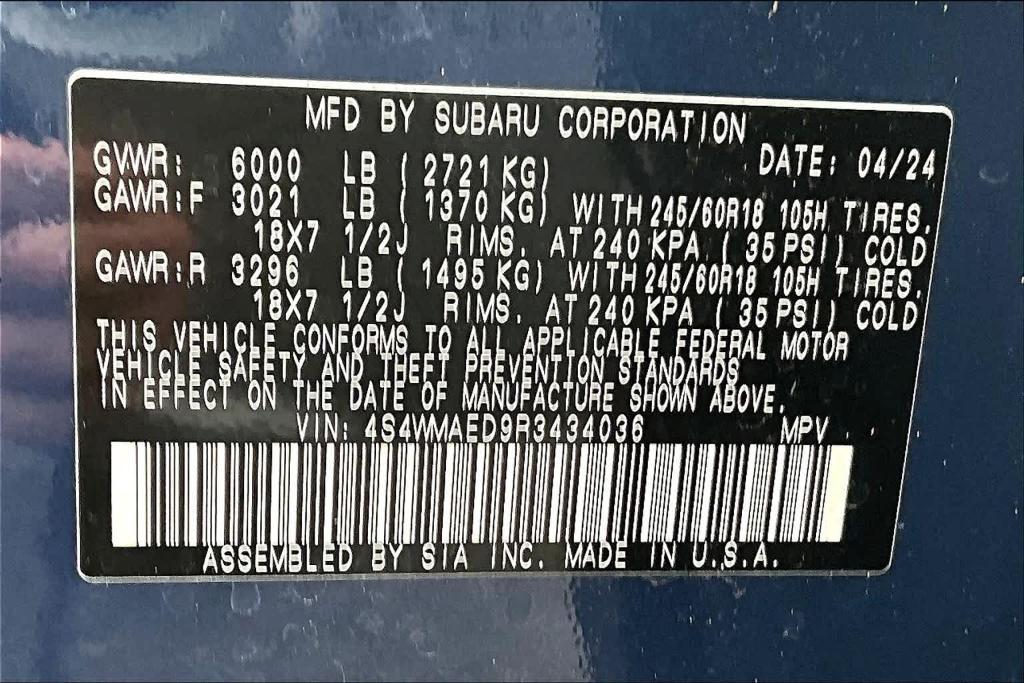 MFD BY SUBARU CORPORATION
GVWR: 6000 LB ( 2721 KG) DATE: 04/24
GAWR:F 3021 LB ( 1370 KG) WITH 245/60R18 105H TIRES.
18X7 1/2J RIMS. AT 240 KPA ( 35 PSI) COLD
GAWR:R 3296 LB ( 1495 KG) WITH 245/60R18 105H TIRES.
18X7 1/2J RIMS. AT 240 KPA ( 35 PSI) COLD
THIS VEHICLE CONFORMS TO ALL APPLICABLE FEDERAL MOTOR
VEHICLE SAFETY AND THEFT PREVENTION STANDARDS
IN EFFECT ON THE DATE OF MANUFACTURE SHOWN ABOVE.
VIN: 4S4WMAED9R3434036 MPV
ASSEMBLED BY SIA INC. MADE IN U.S.A.